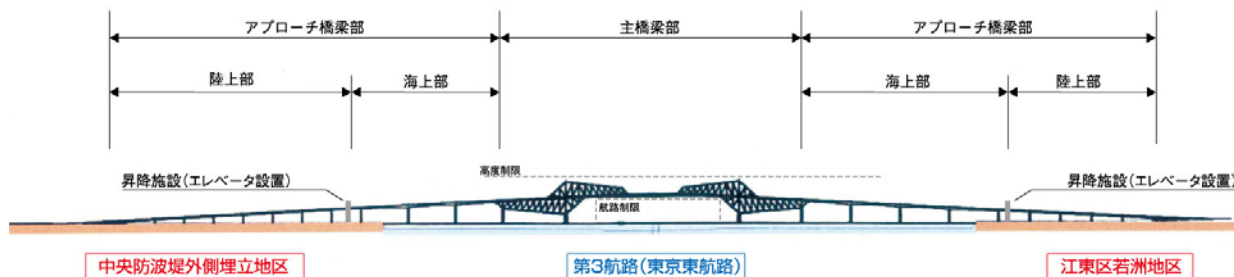 アプローチ橋梁部
主橋梁部
アプローチ橋梁部
陸上部
海上部
海上部
陸上部
高度制限
昇降施設(エレベータ設置)
昇降施設(エレベータ設置)
航路制限
中央防波堤外側埋立地区
第3航路(東京東航路)
江東区若洲地区